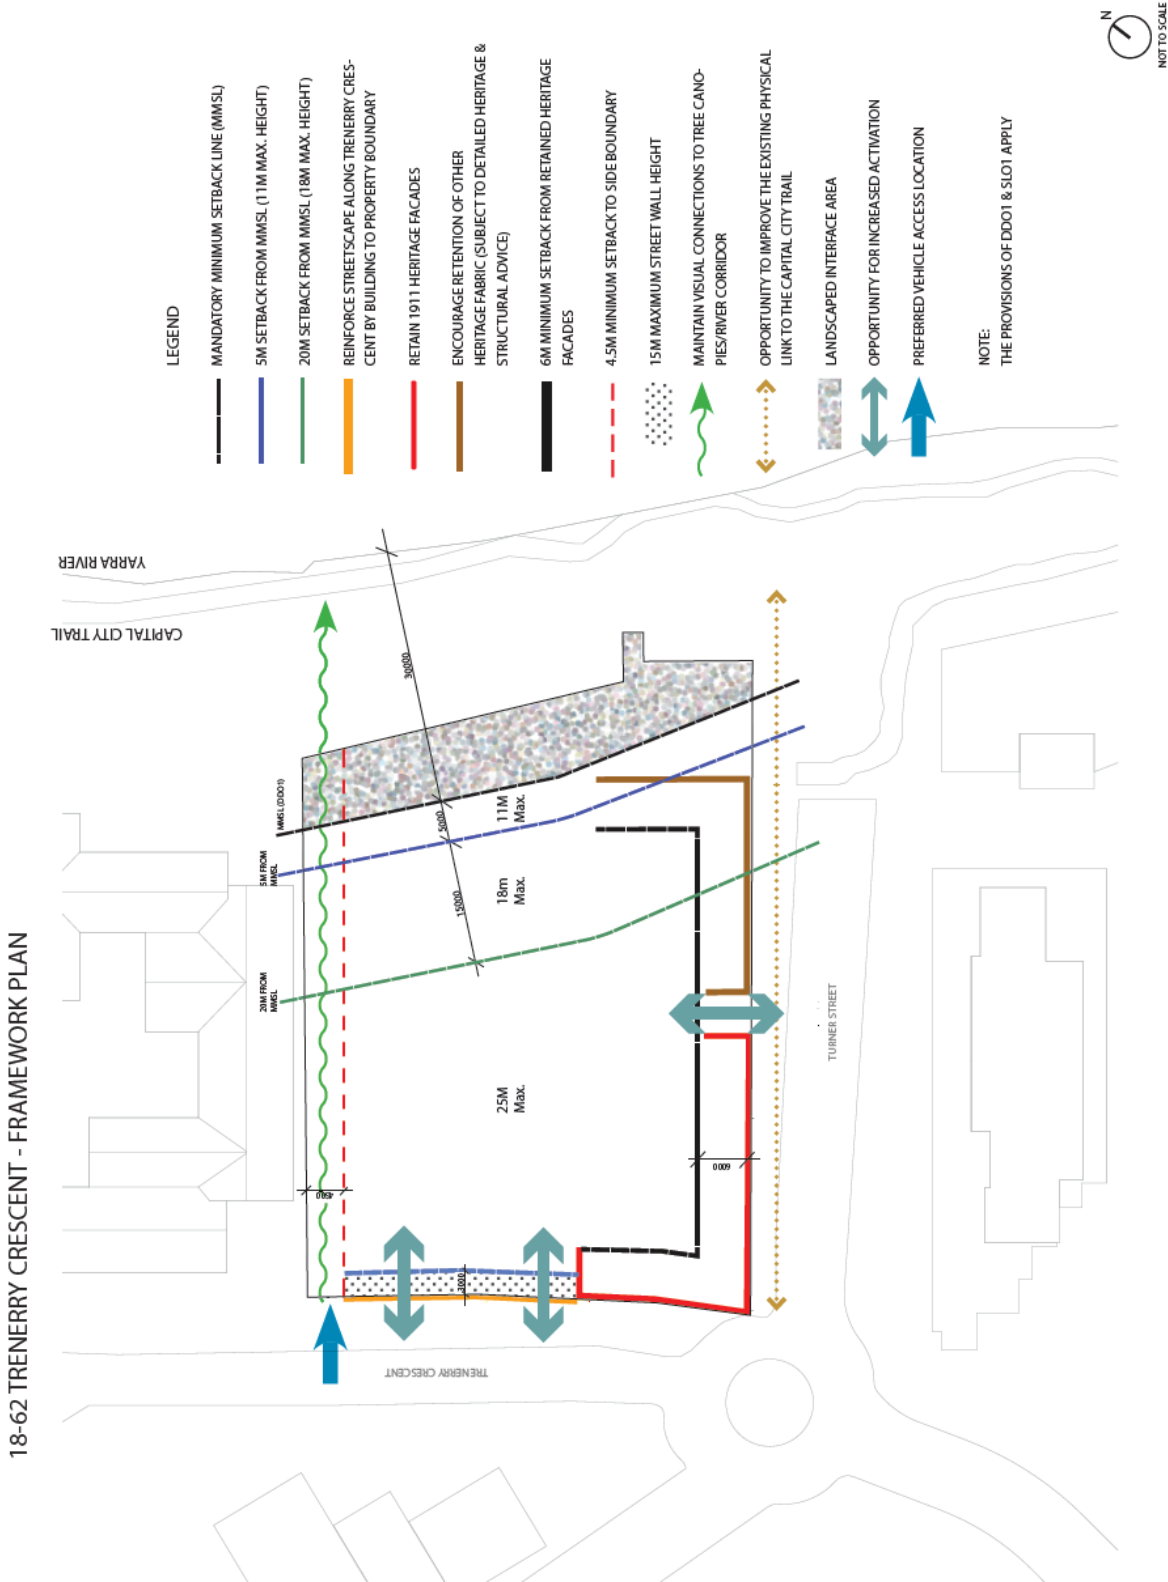 18-62 TRENERRY CRESCENT - FRAMEWORK PLAN
N
NOT TO SCALE
LEGEND
MANDATORY MINIMUM SETBACK LINE (MMSL)
5M SETBACK FROM MMSL (11M MAX. HEIGHT)
20M SETBACK FROM MMSL (18M MAX. HEIGHT)
REINFORCE STREETSCAPE ALONG TRENERRY CRES-
CENT BY BUILDING TO PROPERTY BOUNDARY
RETAIN 1911 HERITAGE FACADES
ENCOURAGE RETENTION OF OTHER
HERITAGE FABRIC (SUBJECT TO DETAILED HERITAGE &
STRUCTURAL ADVICE)
6M MINIMUM SETBACK FROM RETAINED HERITAGE
FACADES
4.5M MINIMUM SETBACK TO SIDE BOUNDARY
15M MAXIMUM STREET WALL HEIGHT
MAINTAIN VISUAL CONNECTIONS TO TREE CANO-
PIES/RIVER CORRIDOR
OPPORTUNITY TO IMPROVE THE EXISTING PHYSICAL
LINK TO THE CAPITAL CITY TRAIL
LANDSCAPED INTERFACE AREA
OPPORTUNITY FOR INCREASED ACTIVATION
PREFERRED VEHICLE ACCESS LOCATION
NOTE:
THE PROVISIONS OF DDO1 & SLO1 APPLY
YARRA RIVER
CAPITAL CITY TRAIL
30000
MMSL (DDO1)
5M FROM
MMSL
20M FROM
MMSL
5000
15000
11M
Max.
18m
Max.
25M
Max.
4500
3000
6000
TURNER STREET
TRENERRY CRESCENT